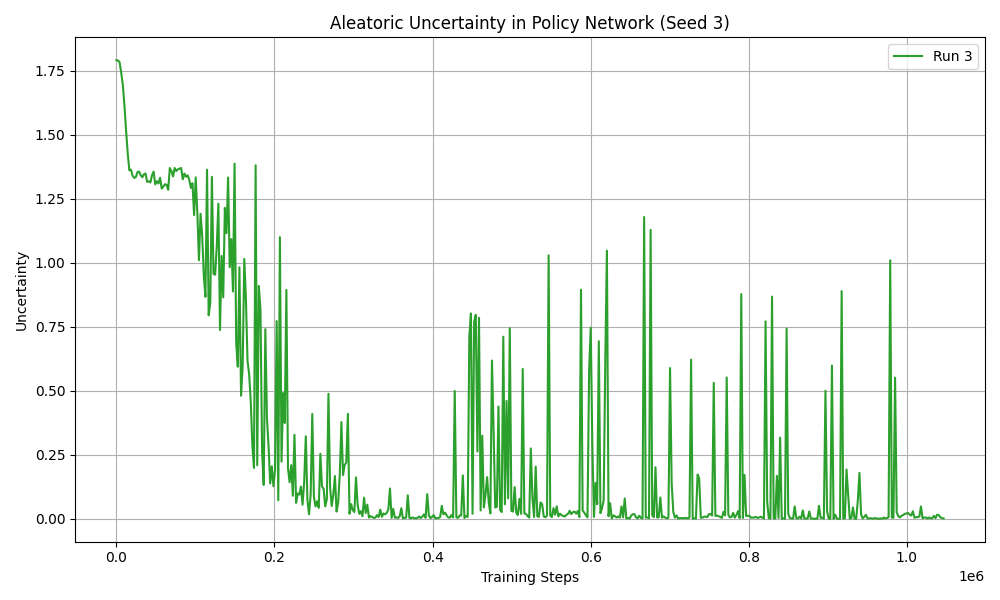 Aleatoric Uncertainty in Policy Network (Seed 3)
Run 3
Uncertainty
1.75
1.50
1.25
1.00
0.75
0.50
0.25
0.00
0.0 0.2 0.4 0.6 0.8 1.0
1e6
Training Steps